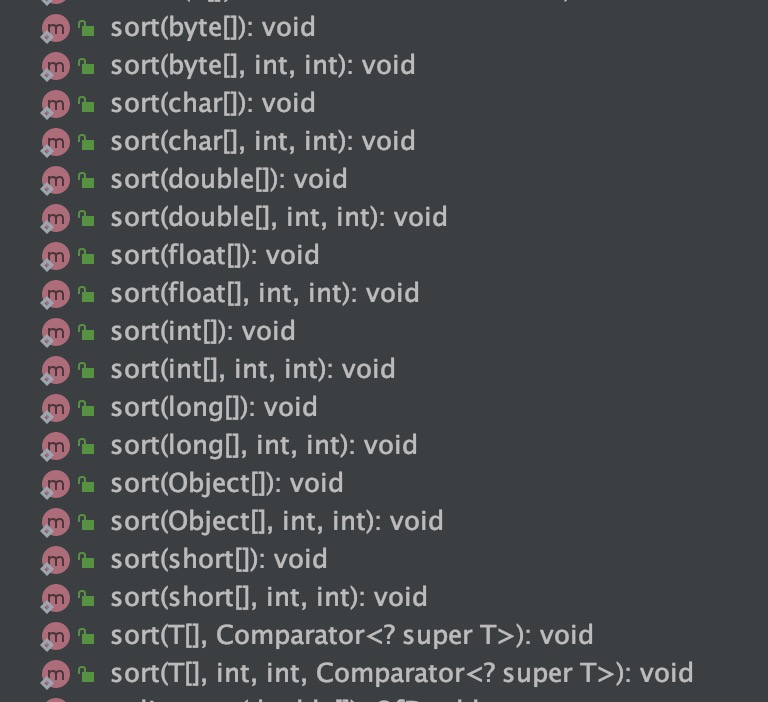 m sort(byte[]): void
m sort(byte[], int, int): void
m sort(char[]): void
m sort(char[], int, int): void
m sort(double[]): void
m sort(double[], int, int): void
m sort(float[]): void
m sort(float[], int, int): void
m sort(int[]): void
m sort(int[], int, int): void
m sort(long[]): void
m sort(long[], int, int): void
m sort(Object[]): void
m sort(Object[], int, int): void
m sort(short[]): void
m sort(short[], int, int): void
m sort(T[], Comparator<? super T>): void
m sort(T[], int, int, Comparator<? super T>): void